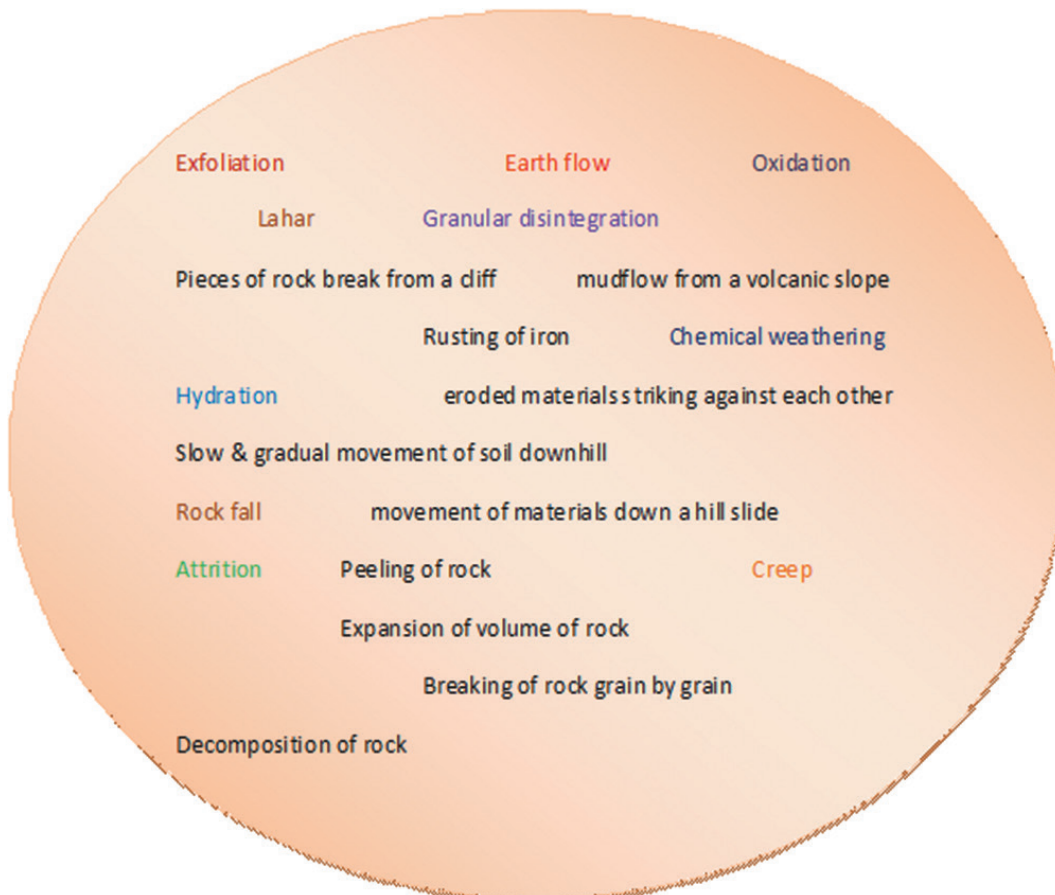 Exfoliation Earth flow Oxidation
Lahar Granular disintegration
Pieces of rock break from a cliff mudflow from a volcanic slope
Rusting of iron Chemical weathering
Hydration eroded materials striking against each other
Slow & gradual movement of soil downhill
Rock fall movement of materials down a hill slide
Attrition Peeling of rock Creep
Expansion of volume of rock
Breaking of rock grain by grain
Decomposition of rock